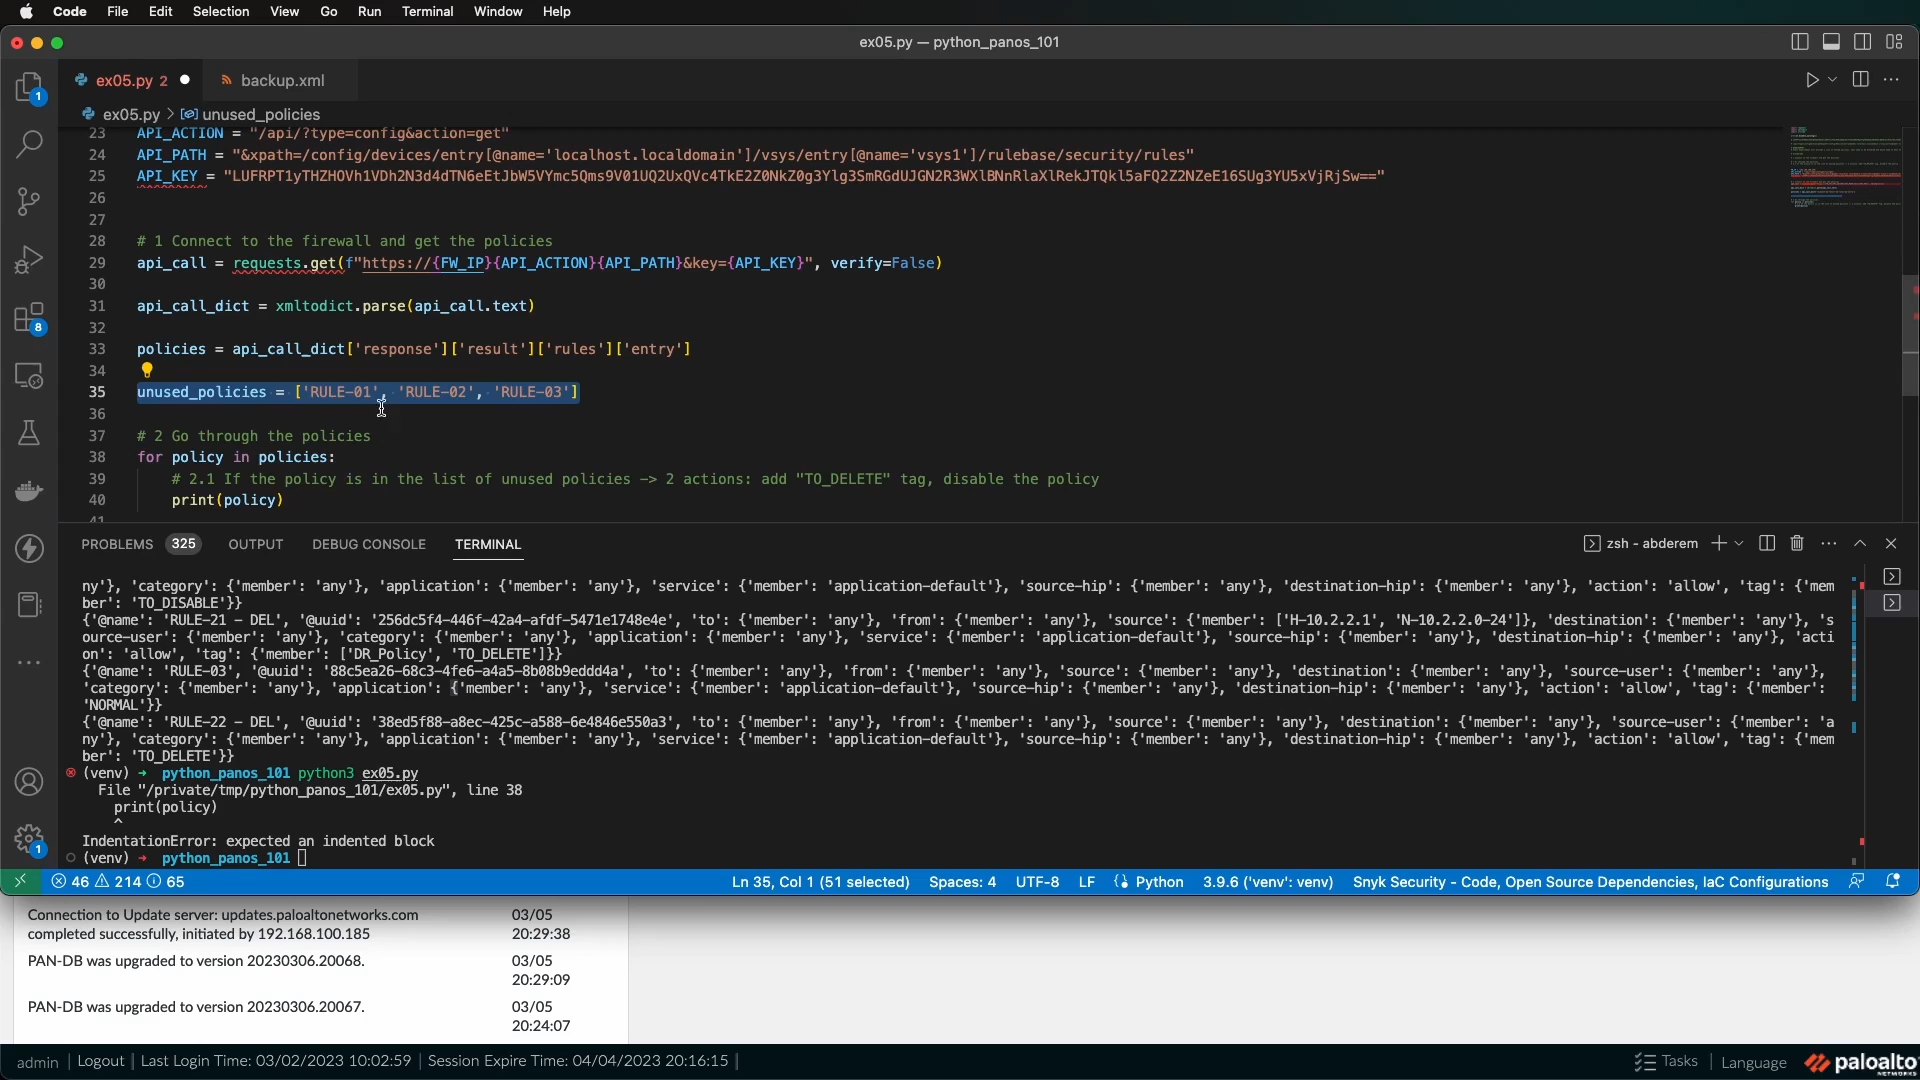 Code File Edit Selection View Go Run Terminal Window Help
ex05.py — python_panos_101
ex05.py 2
backup.xml
1
ex05.py > unused_policies
23 API_ACTION = "/api/?type=config&action=get"
24 API_PATH = "&xpath=/config/devices/entry[@name='localhost.localdomain']/vsys/entry[@name='vsys1']/rulebase/security/rules"
25 API_KEY = "LUFRPT1yTHZHOVh1VDh2N3d4dTN6eEtJbW5VYmc5Qms9V01UQ2UxQVc4TkE2Z0NkZ0g3Ylg3SmRGdUJGN2R3WXlBNnRlaXlRekJTQkl5aFQ2Z2NZeE16SUg3YU5xVjRjSw=="
26
27
28 # 1 Connect to the firewall and get the policies
29 api_call = requests.get(f"https://{FW_IP}{API_ACTION}{API_PATH}&key={API_KEY}", verify=False)
30
31 api_call_dict = xmltodict.parse(api_call.text)
8
32
33 policies = api_call_dict['response']['result']['rules']['entry']
34
35 unused_policies = ['RULE-01', 'RULE-02', 'RULE-03']
36
37 # 2 Go through the policies
38 for policy in policies:
39 # 2.1 If the policy is in the list of unused policies -> 2 actions: add "TO_DELETE" tag, disable the policy
40 print(policy)
41
PROBLEMS 325 OUTPUT DEBUG CONSOLE TERMINAL
zsh - abderem
ny'}, 'category': {'member': 'any'}, 'application': {'member': 'any'}, 'service': {'member': 'application-default'}, 'source-hip': {'member': 'any'}, 'destination-hip': {'member': 'any'}, 'action': 'allow', 'tag': {'mem
ber': 'TO_DISABLE'}}
{'@name': 'RULE-21 - DEL', '@uuid': '256dc5f4-446f-42a4-afdf-5471e1748e4e', 'to': {'member': 'any'}, 'from': {'member': 'any'}, 'source': {'member': ['H-10.2.2.1', 'N-10.2.2.0-24']}, 'destination': {'member': 'any'}, 's
ource-user': {'member': 'any'}, 'category': {'member': 'any'}, 'application': {'member': 'any'}, 'service': {'member': 'application-default'}, 'source-hip': {'member': 'any'}, 'destination-hip': {'member': 'any'}, 'acti
on': 'allow', 'tag': {'member': ['DR_Policy', 'TO_DELETE']}}
{'@name': 'RULE-03', '@uuid': '88c5ea26-68c3-4fe6-a4a5-8b08b9eddd4a', 'to': {'member': 'any'}, 'from': {'member': 'any'}, 'source': {'member': 'any'}, 'destination': {'member': 'any'}, 'source-user': {'member': 'any'},
'category': {'member': 'any'}, 'application': {'member': 'any'}, 'service': {'member': 'application-default'}, 'source-hip': {'member': 'any'}, 'destination-hip': {'member': 'any'}, 'action': 'allow', 'tag': {'member':
'NORMAL'}}
{'@name': 'RULE-22 - DEL', '@uuid': '38ed5f88-a8ec-425c-a588-6e4846e550a3', 'to': {'member': 'any'}, 'from': {'member': 'any'}, 'source': {'member': 'any'}, 'destination': {'member': 'any'}, 'source-user': {'member': 'a
ny'}, 'category': {'member': 'any'}, 'application': {'member': 'any'}, 'service': {'member': 'application-default'}, 'source-hip': {'member': 'any'}, 'destination-hip': {'member': 'any'}, 'action': 'allow', 'tag': {'mem
ber': 'TO_DELETE'}}
(venv) → python_panos_101 python3 ex05.py
File "/private/tmp/python_panos_101/ex05.py", line 38
print(policy)
^
IndentationError: expected an indented block
1
(venv) → python_panos_101
46 214 65
Ln 35, Col 1 (51 selected) Spaces: 4 UTF-8 LF Python 3.9.6 ('venv': venv) Snyk Security - Code, Open Source Dependencies, IaC Configurations
Connection to Update server: updates.paloaltonetworks.com 03/05
completed successfully, initiated by 192.168.100.185 20:29:38
PAN-DB was upgraded to version 20230306.20068. 03/05
20:29:09
PAN-DB was upgraded to version 20230306.20067. 03/05
20:24:07
admin | Logout | Last Login Time: 03/02/2023 10:02:59 | Session Expire Time: 04/04/2023 20:16:15 |
Tasks | Language
paloalto
NETWORKS